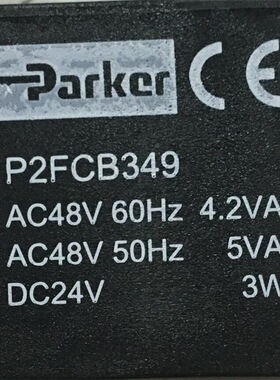 Parker CE
P2FCB349
AC48V 60Hz 4.2VA
AC48V 50Hz 5VA
DC24V 3W